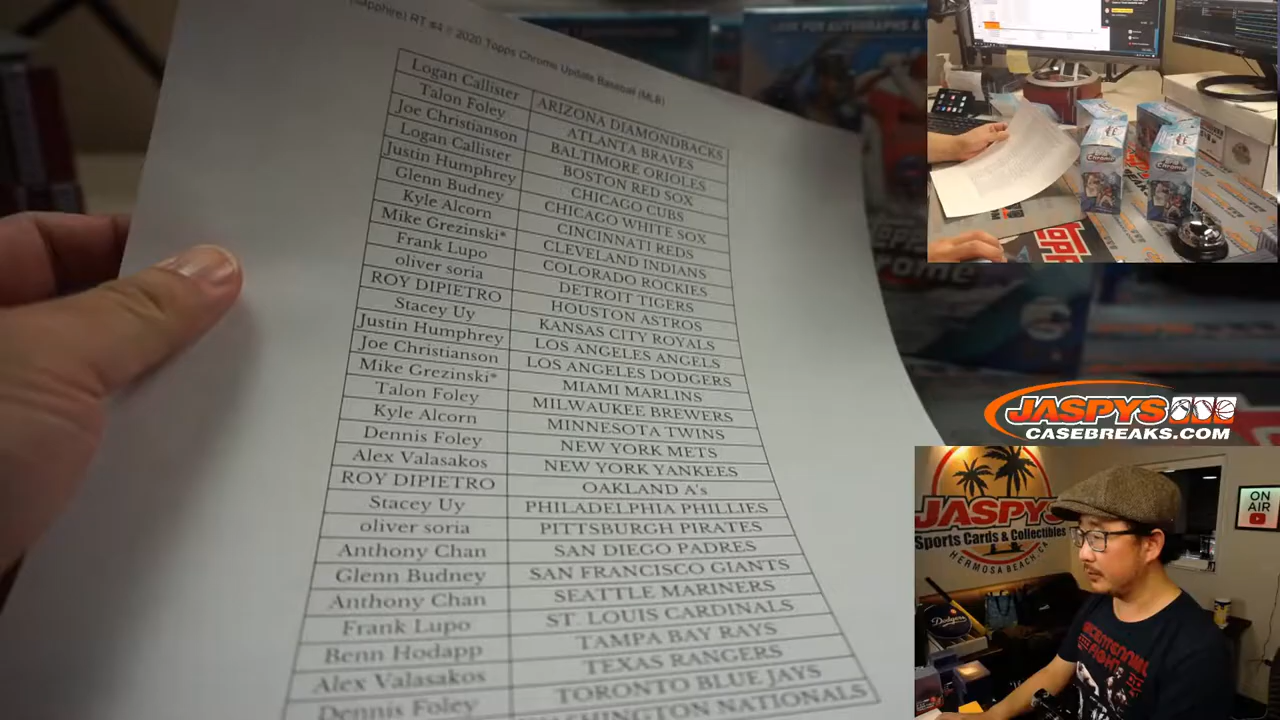 (Sapphire) RT #4 // 2020 Topps Chrome Update Baseball (MLB)
Logan Callister ARIZONA DIAMONDBACKS
Talon Foley ATLANTA BRAVES
Joe Christianson BALTIMORE ORIOLES
Logan Callister BOSTON RED SOX
Justin Humphrey CHICAGO CUBS
Glenn Budney CHICAGO WHITE SOX
Kyle Alcorn CINCINNATI REDS
Mike Grezinski* CLEVELAND INDIANS
Frank Lupo COLORADO ROCKIES
oliver soria DETROIT TIGERS
ROY DIPIETRO HOUSTON ASTROS
Stacey Uy KANSAS CITY ROYALS
Justin Humphrey LOS ANGELES ANGELS
Joe Christianson LOS ANGELES DODGERS
Mike Grezinski* MIAMI MARLINS
Talon Foley MILWAUKEE BREWERS
Kyle Alcorn MINNESOTA TWINS
Dennis Foley NEW YORK METS
Alex Valasakos NEW YORK YANKEES
ROY DIPIETRO OAKLAND A's
Stacey Uy PHILADELPHIA PHILLIES
oliver soria PITTSBURGH PIRATES
Anthony Chan SAN DIEGO PADRES
Glenn Budney SAN FRANCISCO GIANTS
Anthony Chan SEATTLE MARINERS
Frank Lupo ST. LOUIS CARDINALS
Benn Hodapp TAMPA BAY RAYS
Alex Valasakos TEXAS RANGERS
Dennis Foley TORONTO BLUE JAYS
WASHINGTON NATIONALS
LOOK FOR AUTOGRAPHS &
Chrome
JASPYS
CASEBREAKS.COM
JASPYS
Sports Cards & Collectibles
HERMOSA BEACH, CA
ON
AIR
Dodgers